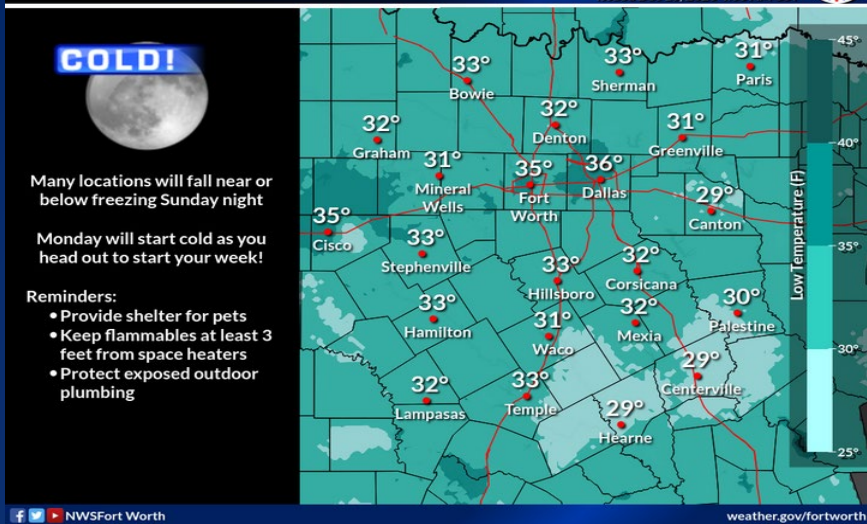 COLD!
Many locations will fall near or
below freezing Sunday night
Monday will start cold as you
head out to start your week!
Reminders:
•Provide shelter for pets
•Keep flammables at least 3
feet from space heaters
•Protect exposed outdoor
plumbing
33°
Bowie
33°
Sherman
31°
Paris
32°
Graham
32°
Denton
31°
Greenville
31°
Mineral
Wells
35°
Fort
Worth
36°
Dallas
29°
Canton
35°
Cisco
33°
Stephenville
33°
Hillsboro
32°
Corsicana
33°
Hamilton
31°
Waco
32°
Mexia
30°
Palestine
32°
Lampasas
33°
Temple
29°
Hearne
29°
Centerville
Low Temperature (F)
45°
40°
35°
30°
25°
NWSFort Worth
weather.gov/fortworth